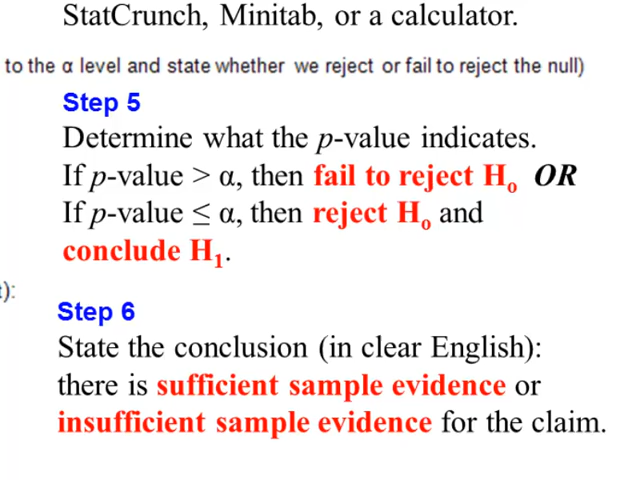 StatCrunch, Minitab, or a calculator.
to the α level and state whether we reject or fail to reject the null)
Step 5
Determine what the p-value indicates.
If p-value > α, then fail to reject Hₒ OR
If p-value ≤ α, then reject Hₒ and
conclude H₁.
t):
Step 6
State the conclusion (in clear English):
there is sufficient sample evidence or
insufficient sample evidence for the claim.